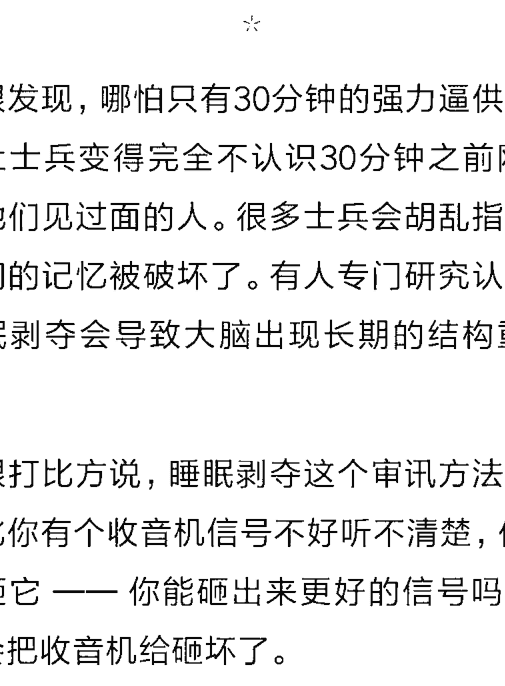 发现，哪怕只有30分钟的强力逼供
士兵变得完全不认识30分钟之前
们见过面的人。很多士兵会胡乱指
的记忆被破坏了。有人专门研究认
剥夺会导致大脑出现长期的结构
打比方说，睡眠剥夺这个审讯方法
你有个收音机信号不好听不清楚，
它 —— 你能砸出来更好的信号吗
把收音机给砸坏了。